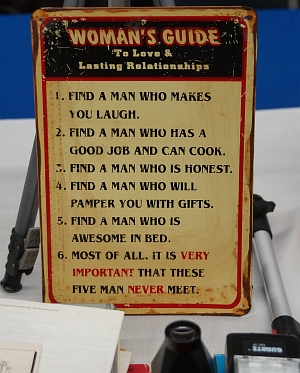 WOMAN'S GUIDE
To Love &
Lasting Relationships
1. FIND A MAN WHO MAKES
YOU LAUGH.
2. FIND A MAN WHO HAS A
GOOD JOB AND CAN COOK.
3. FIND A MAN WHO IS HONEST.
4. FIND A MAN WHO WILL
PAMPER YOU WITH GIFTS.
5. FIND A MAN WHO IS
AWESOME IN BED.
6. MOST OF ALL. IT IS VERY
IMPORTANT THAT THESE
FIVE MAN NEVER MEET.
QUARTZ